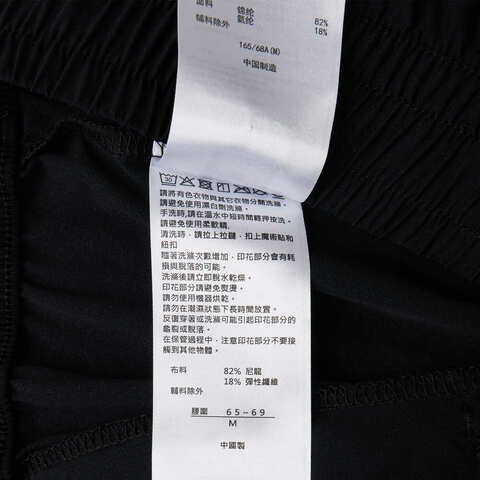 面料 锦纶 82%
氨纶 18%
辅料除外
165/68A(M)
中国制造
請將有色衣物與其它衣物分開洗滌.
請避免使用漂白劑洗滌.
手洗時,請在溫水中短時間輕押按洗.
請避免使用柔軟精.
清洗時,請拉上拉鏈,扣上魔術貼和
紐扣
隨著洗滌次數增加,印花部分會有耗
損與脫落的可能.
洗滌後請立即脫水乾燥.
印花部分請避免熨燙.
請勿使用機器烘乾.
請勿在潮濕狀態下長時間放置.
反復穿著或洗滌可能引起印花部分的
龜裂或脫落.
在保管過程中,注意印花部分不要接
觸到其他物體.
布料 82% 尼龍
18% 彈性纖維
輔料除外
腰圍 65-69
M
中國製